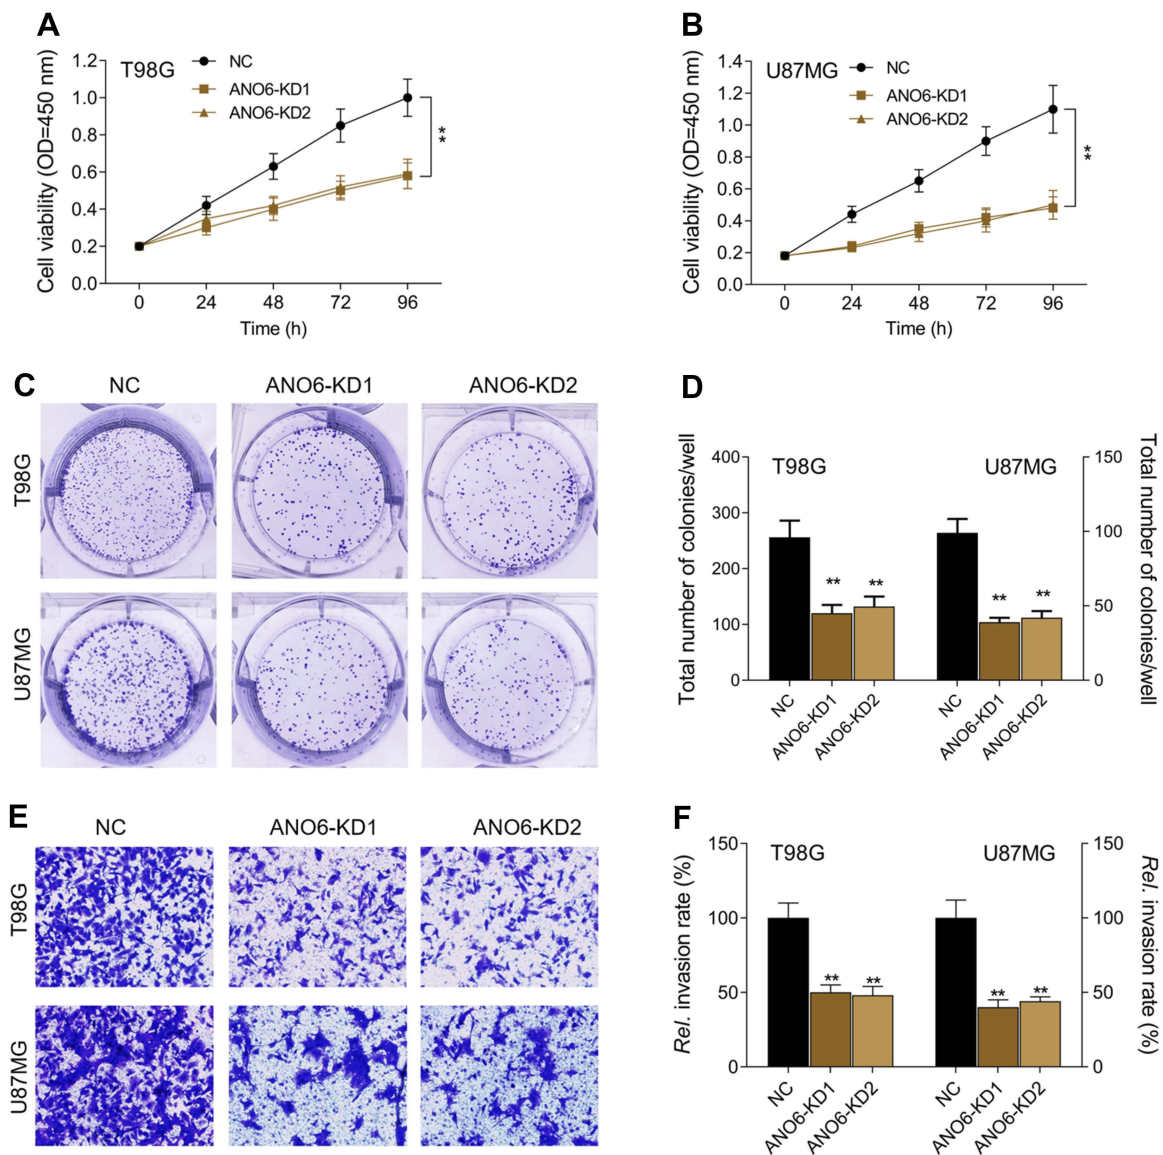 A
T98G
NC
ANO6-KD1
ANO6-KD2
Cell viability (OD=450 nm)
1.2
1.0
0.8
0.6
0.4
0.2
0.0
**
0 24 48 72 96
Time (h)
B
U87MG
NC
ANO6-KD1
ANO6-KD2
Cell viability (OD=450 nm)
1.4
1.2
1.0
0.8
0.6
0.4
0.2
0.0
**
0 24 48 72 96
Time (h)
C
NC ANO6-KD1 ANO6-KD2
T98G
U87MG
D
Total number of colonies/well
400
300
200
100
0
T98G
** **
U87MG
** **
150
100
50
0
Total number of colonies/well
NC ANO6-KD1 ANO6-KD2 NC ANO6-KD1 ANO6-KD2
E
NC ANO6-KD1 ANO6-KD2
T98G
U87MG
F
Rel. invasion rate (%)
150
100
50
0
T98G
** **
U87MG
** **
150
100
50
0
Rel. invasion rate (%)
NC ANO6-KD1 ANO6-KD2 NC ANO6-KD1 ANO6-KD2